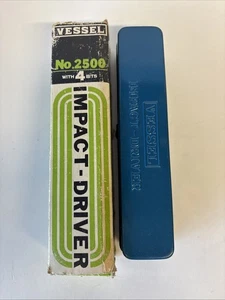 VESSEL
No.2500
WITH 4 BITS
IMPACT-DRIVER
VESSEL
IMPACT-DRIVER